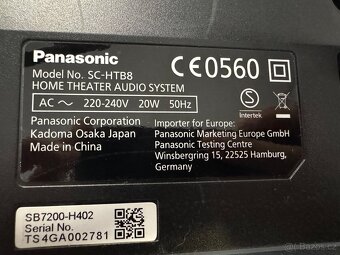 Panasonic
Model No. SC-HTB8
HOME THEATER AUDIO SYSTEM
AC ~ 220-240V 20W 50Hz
CE0560
S
Intertek
Panasonic Corporation
Kadoma Osaka Japan
Made in China
Importer for Europe:
Panasonic Marketing Europe GmbH
Panasonic Testing Centre
Winsbergring 15, 22525 Hamburg,
Germany
SB7200-H402
Serial No.
TS4GA002781